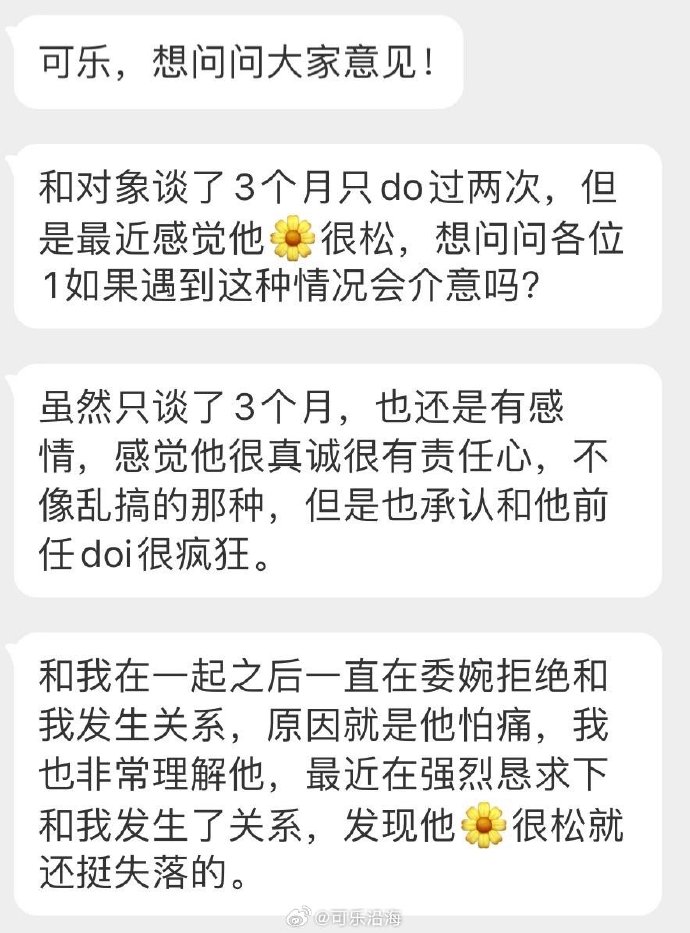 可乐，想问问大家意见！
和对象谈了3个月只do过两次，但
是最近感觉他🌼很松，想问问各位
1如果遇到这种情况会介意吗？
虽然只谈了3个月，也还是有感
情，感觉他很真诚很有责任心，不
像乱搞的那种，但是也承认和他前
任doi很疯狂。
和我在一起之后一直在委婉拒绝和
我发生关系，原因就是他怕痛，我
也非常理解他，最近在强烈恳求下
和我发生了关系，发现他🌼很松就
还挺失落的。
@可乐沿海